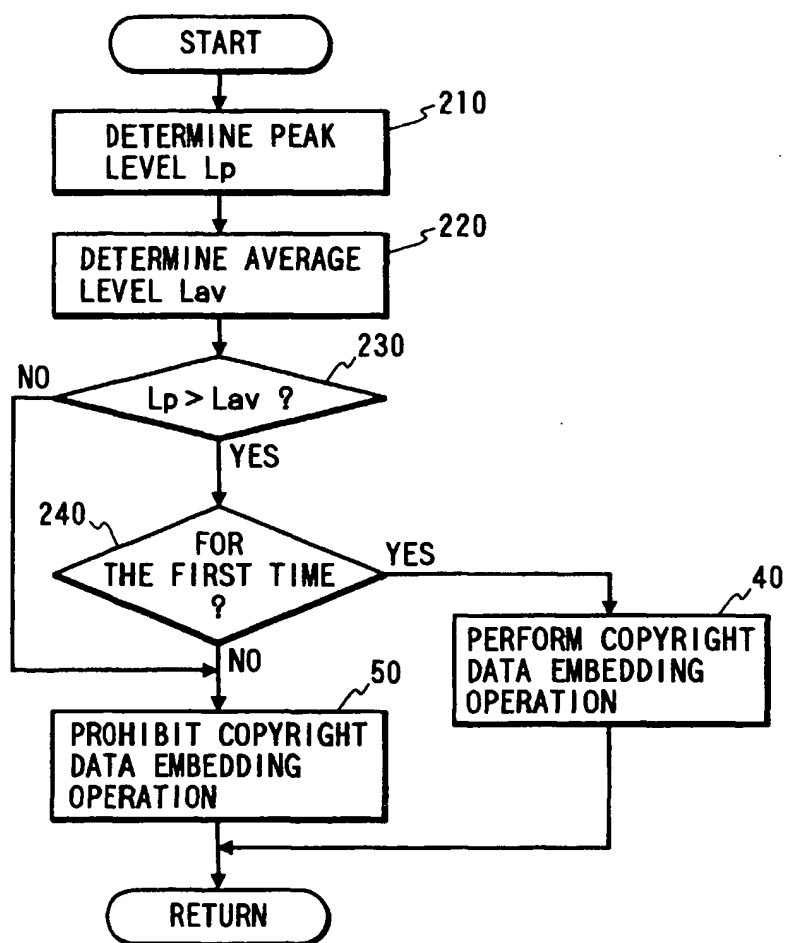 START
210
DETERMINE PEAK
LEVEL Lp
220
DETERMINE AVERAGE
LEVEL Lav
230
NO
Lp > Lav ?
YES
240
FOR
THE FIRST TIME
?
YES
NO
40
PERFORM COPYRIGHT
DATA EMBEDDING
OPERATION
50
PROHIBIT COPYRIGHT
DATA EMBEDDING
OPERATION
RETURN